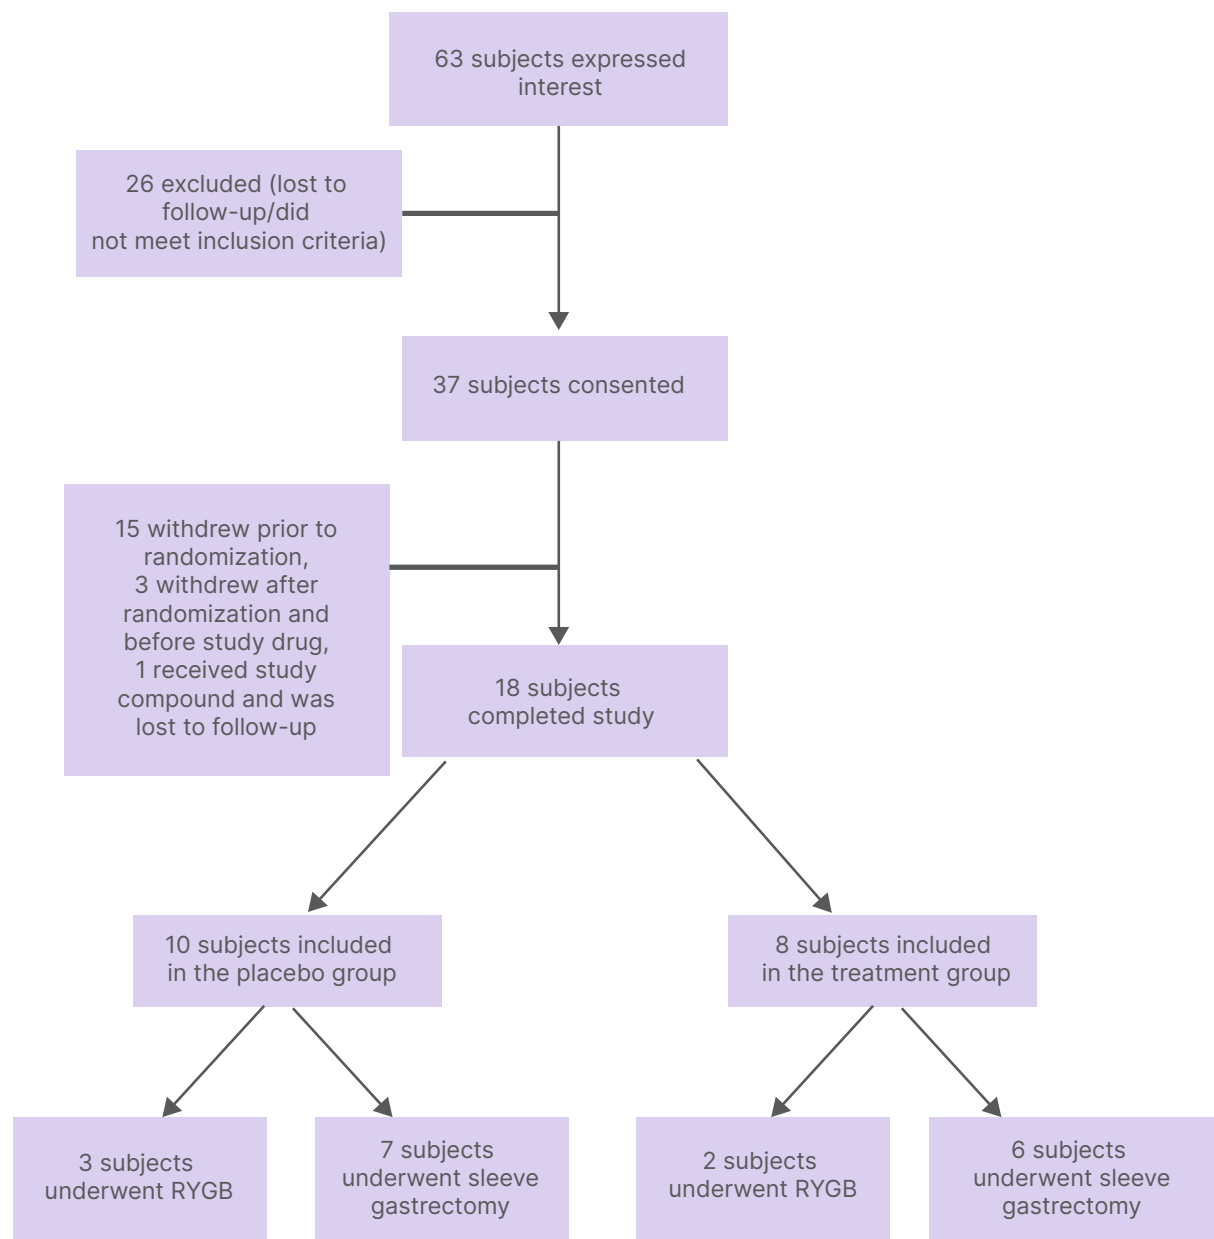 63 subjects expressed
interest
26 excluded (lost to
follow-up/did
not meet inclusion criteria)
37 subjects consented
15 withdrew prior to
randomization,
3 withdrew after
randomization and
before study drug,
1 received study
compound and was
lost to follow-up
18 subjects
completed study
10 subjects included
in the placebo group
8 subjects included
in the treatment group
3 subjects
underwent RYGB
7 subjects
underwent sleeve
gastrectomy
2 subjects
underwent RYGB
6 subjects
underwent sleeve
gastrectomy